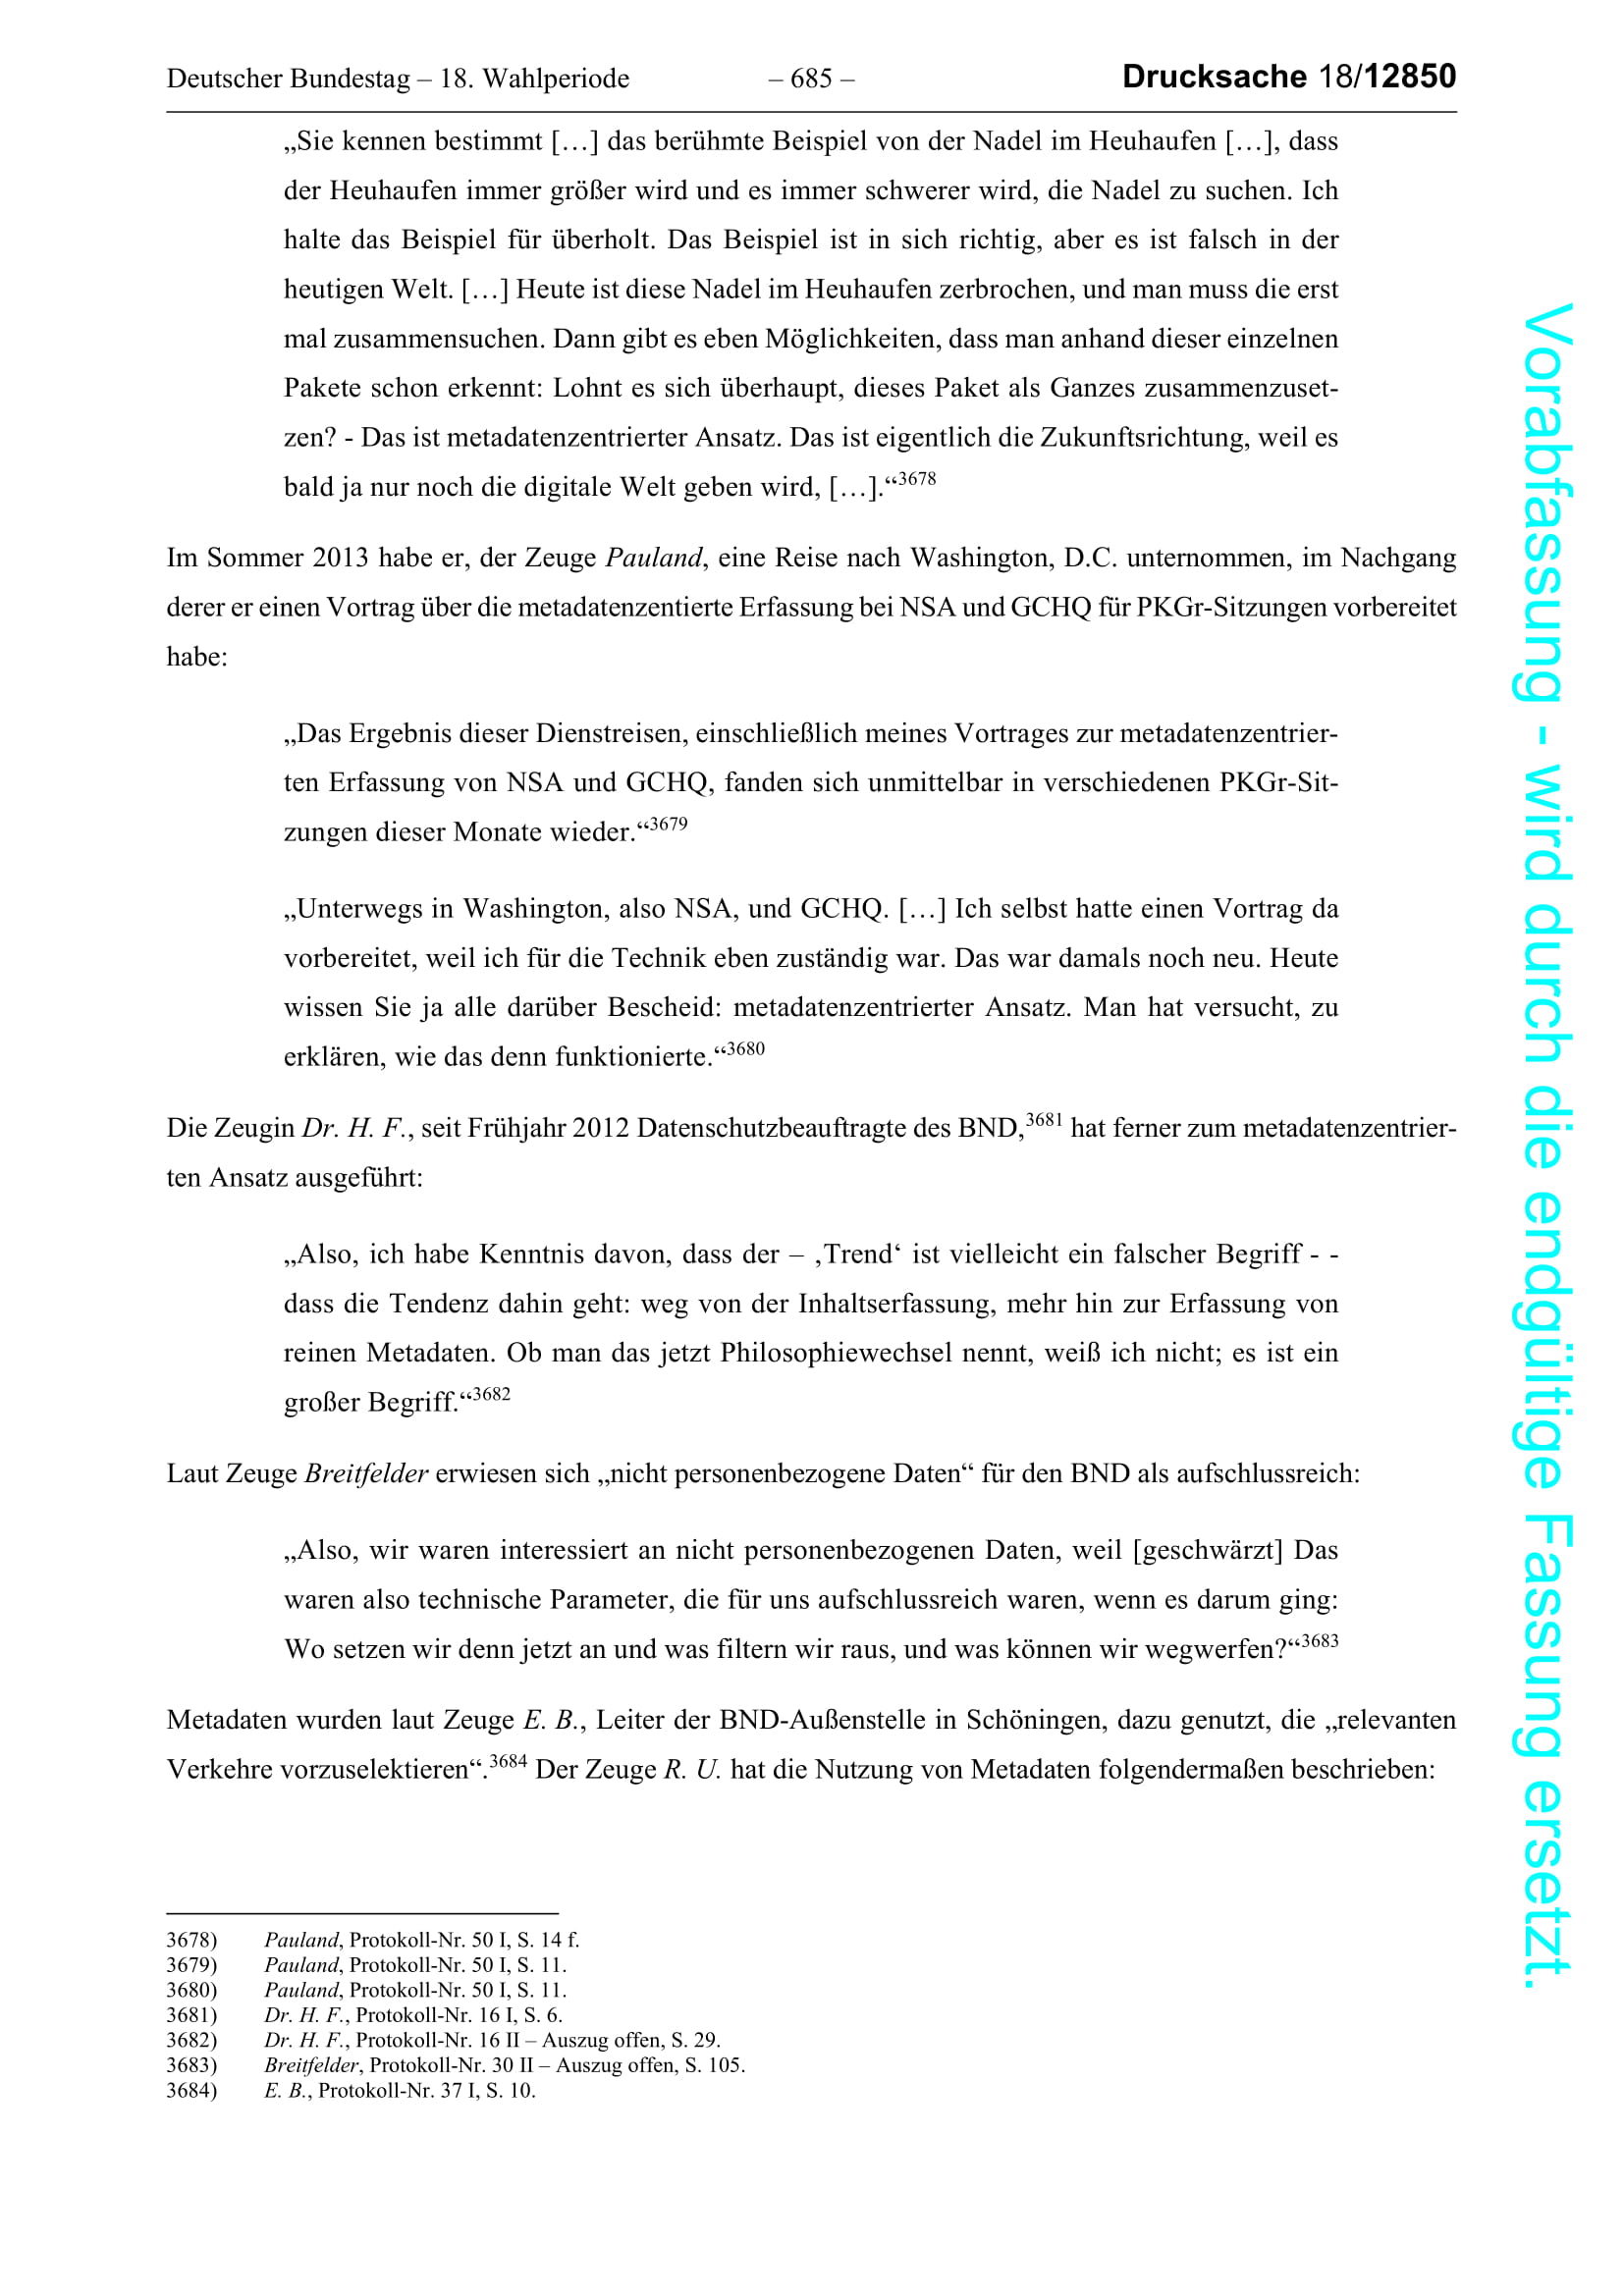 Deutscher Bundestag – 18. Wahlperiode – 685 – Drucksache 18/12850
„Sie kennen bestimmt […] das berühmte Beispiel von der Nadel im Heuhaufen […], dass
der Heuhaufen immer größer wird und es immer schwerer wird, die Nadel zu suchen. Ich
halte das Beispiel für überholt. Das Beispiel ist in sich richtig, aber es ist falsch in der
heutigen Welt. […] Heute ist diese Nadel im Heuhaufen zerbrochen, und man muss die erst
mal zusammensuchen. Dann gibt es eben Möglichkeiten, dass man anhand dieser einzelnen
Pakete schon erkennt: Lohnt es sich überhaupt, dieses Paket als Ganzes zusammenzuset-
zen? - Das ist metadatenzentrierter Ansatz. Das ist eigentlich die Zukunftsrichtung, weil es
bald ja nur noch die digitale Welt geben wird, […].“3678
Im Sommer 2013 habe er, der Zeuge Pauland, eine Reise nach Washington, D.C. unternommen, im Nachgang
derer er einen Vortrag über die metadatenzentierte Erfassung bei NSA und GCHQ für PKGr-Sitzungen vorbereitet
habe:
„Das Ergebnis dieser Dienstreisen, einschließlich meines Vortrages zur metadatenzentrier-
ten Erfassung von NSA und GCHQ, fanden sich unmittelbar in verschiedenen PKGr-Sit-
zungen dieser Monate wieder.“3679
„Unterwegs in Washington, also NSA, und GCHQ. […] Ich selbst hatte einen Vortrag da
vorbereitet, weil ich für die Technik eben zuständig war. Das war damals noch neu. Heute
wissen Sie ja alle darüber Bescheid: metadatenzentrierter Ansatz. Man hat versucht, zu
erklären, wie das denn funktionierte.“3680
Die Zeugin Dr. H. F., seit Frühjahr 2012 Datenschutzbeauftragte des BND,3681 hat ferner zum metadatenzentrier-
ten Ansatz ausgeführt:
„Also, ich habe Kenntnis davon, dass der – ‚Trend‘ ist vielleicht ein falscher Begriff - -
dass die Tendenz dahin geht: weg von der Inhaltserfassung, mehr hin zur Erfassung von
reinen Metadaten. Ob man das jetzt Philosophiewechsel nennt, weiß ich nicht; es ist ein
großer Begriff.“3682
Laut Zeuge Breitfelder erwiesen sich „nicht personenbezogene Daten“ für den BND als aufschlussreich:
„Also, wir waren interessiert an nicht personenbezogenen Daten, weil [geschwärzt] Das
waren also technische Parameter, die für uns aufschlussreich waren, wenn es darum ging:
Wo setzen wir denn jetzt an und was filtern wir raus, und was können wir wegwerfen?“3683
Metadaten wurden laut Zeuge E. B., Leiter der BND-Außenstelle in Schöningen, dazu genutzt, die „relevanten
Verkehre vorzuselektieren“.3684 Der Zeuge R. U. hat die Nutzung von Metadaten folgendermaßen beschrieben:
3678) Pauland, Protokoll-Nr. 50 I, S. 14 f.
3679) Pauland, Protokoll-Nr. 50 I, S. 11.
3680) Pauland, Protokoll-Nr. 50 I, S. 11.
3681) Dr. H. F., Protokoll-Nr. 16 I, S. 6.
3682) Dr. H. F., Protokoll-Nr. 16 II – Auszug offen, S. 29.
3683) Breitfelder, Protokoll-Nr. 30 II – Auszug offen, S. 105.
3684) E. B., Protokoll-Nr. 37 I, S. 10.
Vorabfassung - wird durch die endgültige Fassung ersetzt.